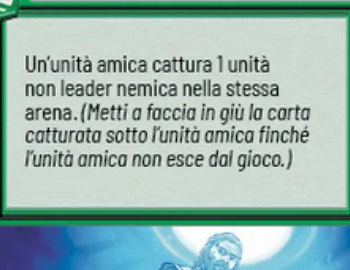 Un'unità amica cattura 1 unità
non leader nemica nella stessa
arena. (Metti a faccia in giù la carta
catturata sotto l'unità amica finché
l'unità amica non esce dal gioco.)